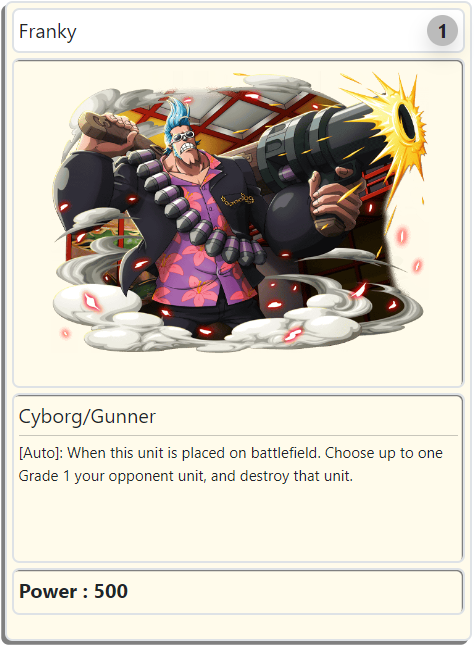 Franky
1
Cyborg/Gunner
[Auto]: When this unit is placed on battlefield. Choose up to one
Grade 1 your opponent unit, and destroy that unit.
Power : 500